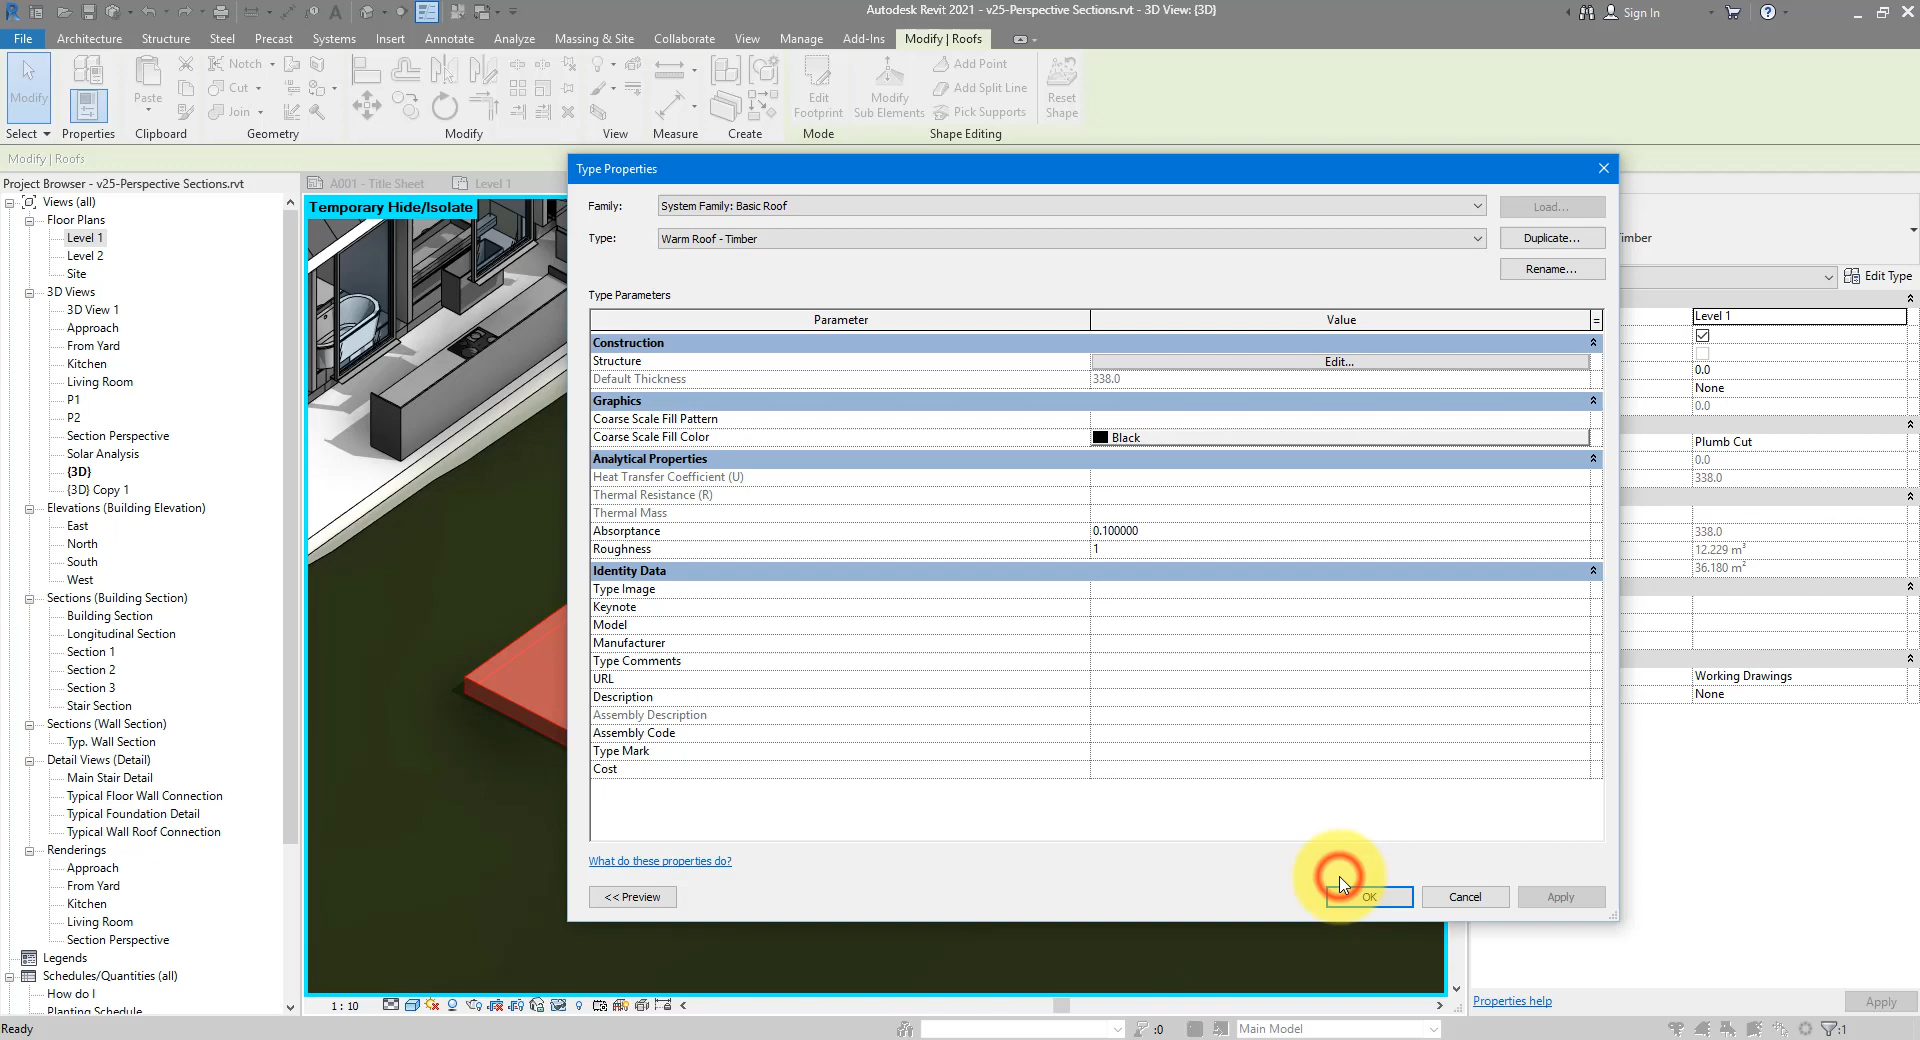 Autodesk Revit 2021 - v25-Perspective Sections.rvt - 3D View: {3D}
Sign In
File Architecture Structure Steel Precast Systems Insert Annotate Analyze Massing & Site Collaborate View Manage Add-Ins Modify | Roofs
Modify
Paste
Notch
Cut
Join
Edit
Footprint
Modify
Sub Elements
Add Point
Add Split Line
Pick Supports
Reset
Shape
Select Properties Clipboard Geometry Modify View Measure Create Mode Shape Editing
Modify | Roofs
Project Browser - v25-Perspective Sections.rvt
Views (all)
Floor Plans
Level 1
Level 2
Site
3D Views
3D View 1
Approach
From Yard
Kitchen
Living Room
P1
P2
Section Perspective
Solar Analysis
{3D}
{3D} Copy 1
Elevations (Building Elevation)
East
North
South
West
Sections (Building Section)
Building Section
Longitudinal Section
Section 1
Section 2
Section 3
Stair Section
Sections (Wall Section)
Typ. Wall Section
Detail Views (Detail)
Main Stair Detail
Typical Floor Wall Connection
Typical Foundation Detail
Typical Wall Roof Connection
Renderings
Approach
From Yard
Kitchen
Living Room
Section Perspective
Legends
Schedules/Quantities (all)
How do I
Planting Schedule
A001 - Title Sheet
Level 1
Temporary Hide/Isolate
Type Properties
Family: System Family: Basic Roof Load...
Type: Warm Roof - Timber Duplicate...
Rename...
Type Parameters
Parameter Value =
Construction
Structure Edit...
Default Thickness 338.0
Graphics
Coarse Scale Fill Pattern
Coarse Scale Fill Color Black
Analytical Properties
Heat Transfer Coefficient (U)
Thermal Resistance (R)
Thermal Mass
Absorptance 0.100000
Roughness 1
Identity Data
Type Image
Keynote
Model
Manufacturer
Type Comments
URL
Description
Assembly Description
Assembly Code
Type Mark
Cost
What do these properties do?
<< Preview OK Cancel Apply
Edit Type
Level 1
0.0
None
0.0
Plumb Cut
0.0
338.0
338.0
12.229 m³
36.180 m²
Working Drawings
None
Properties help Apply
1 : 10
Ready
:0
Main Model
:1